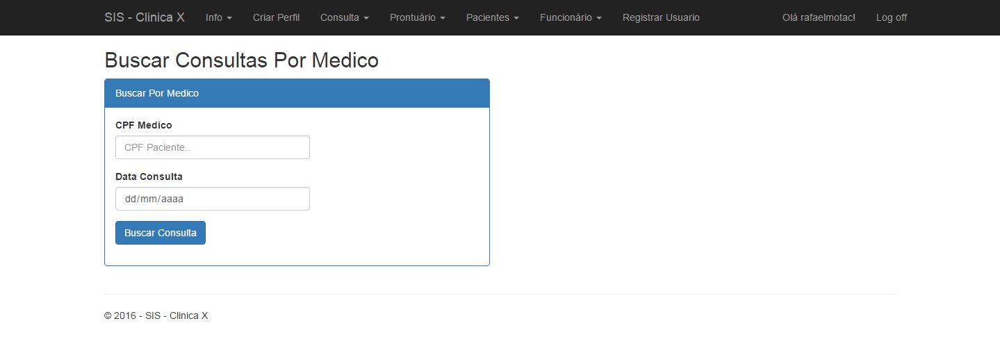 SIS - Clinica X Info Criar Perfil Consulta Prontuário Pacientes Funcionário Registrar Usuario Olá rafaelmotac! Log off
Buscar Consultas Por Medico
Buscar Por Medico
CPF Medico
CPF Paciente..
Data Consulta
dd/mm/aaaa
Buscar Consulta
© 2016 - SIS - Clinica X